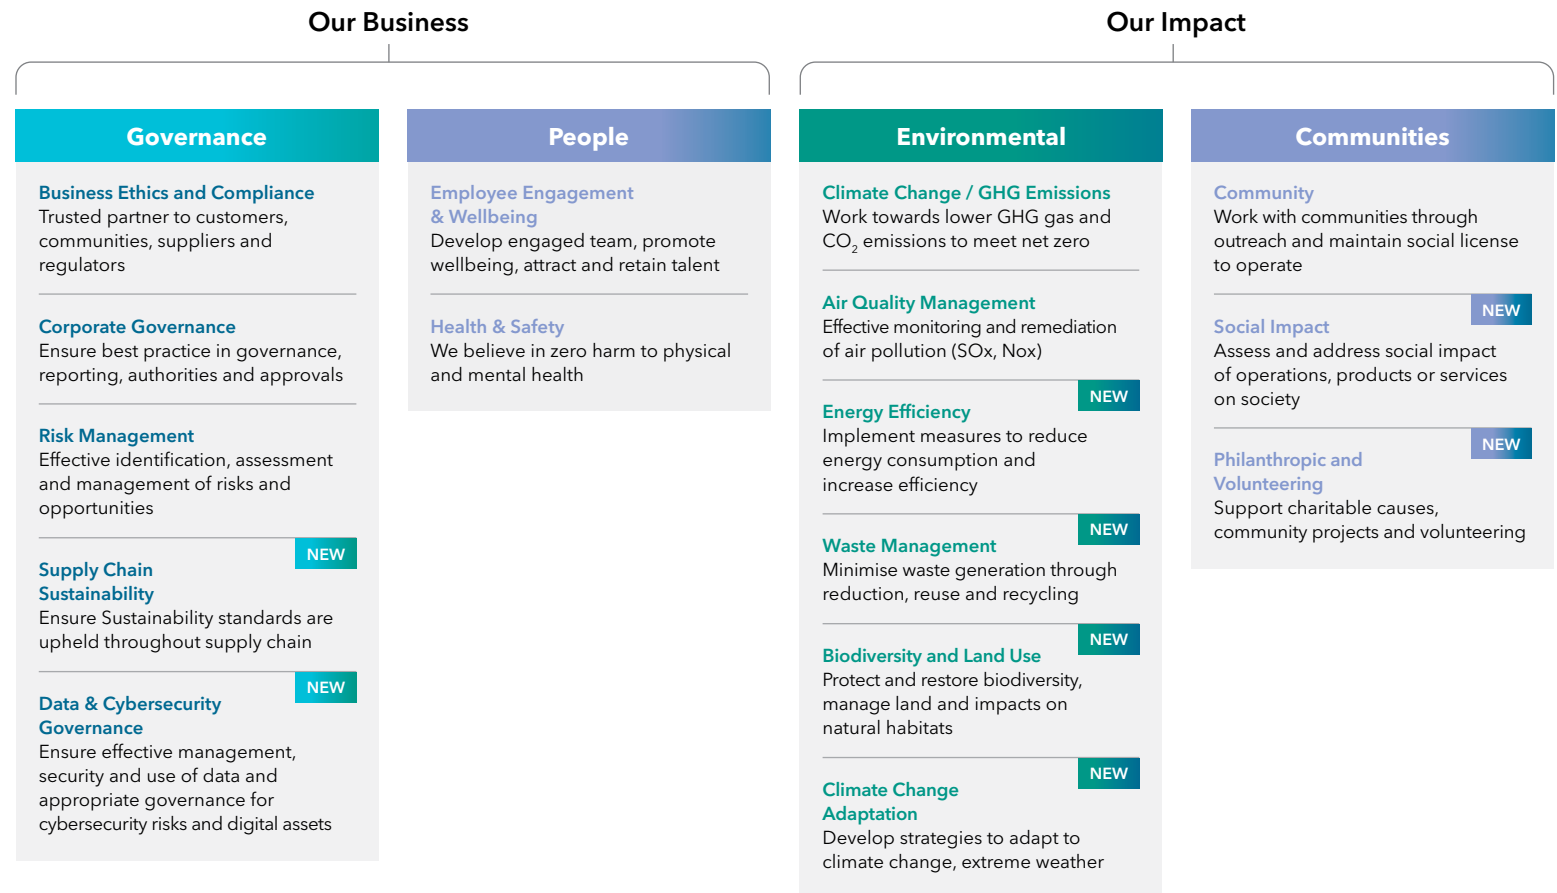 Our Business
Governance
Business Ethics and Compliance
Trusted partner to customers,
communities, suppliers and
regulators
Corporate Governance
Ensure best practice in governance,
reporting, authorities and approvals
Risk Management
Effective identification, assessment
and management of risks and
opportunities
NEW
Supply Chain
Sustainability
Ensure Sustainability standards are
upheld throughout supply chain
NEW
Data & Cybersecurity
Governance
Ensure effective management,
security and use of data and
appropriate governance for
cybersecurity risks and digital assets
People
Employee Engagement
& Wellbeing
Develop engaged team, promote
wellbeing, attract and retain talent
Health & Safety
We believe in zero harm to physical
and mental health
Our Impact
Environmental
Climate Change / GHG Emissions
Work towards lower GHG gas and
CO₂ emissions to meet net zero
Air Quality Management
Effective monitoring and remediation
of air pollution (SOx, Nox)
NEW
Energy Efficiency
Implement measures to reduce
energy consumption and
increase efficiency
NEW
Waste Management
Minimise waste generation through
reduction, reuse and recycling
NEW
Biodiversity and Land Use
Protect and restore biodiversity,
manage land and impacts on
natural habitats
NEW
Climate Change
Adaptation
Develop strategies to adapt to
climate change, extreme weather
Communities
Community
Work with communities through
outreach and maintain social license
to operate
NEW
Social Impact
Assess and address social impact
of operations, products or services
on society
NEW
Philanthropic and
Volunteering
Support charitable causes,
community projects and volunteering